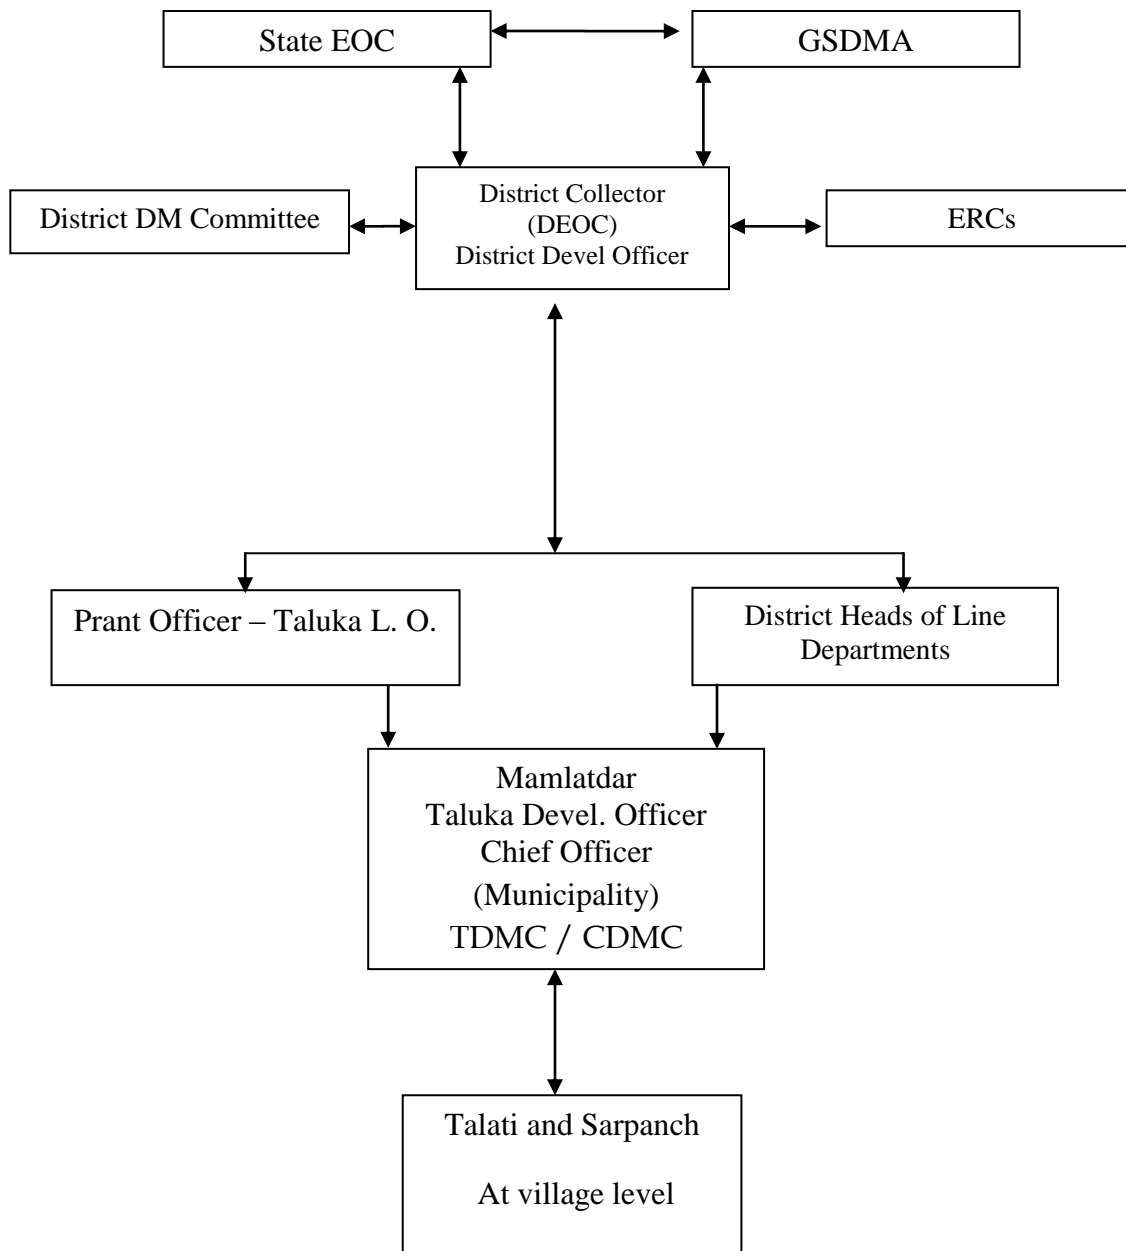 State EOC
GSDMA
District DM Committee
District Collector
(DEOC)
District Devel Officer
ERCs
Prant Officer – Taluka L. O.
District Heads of Line
Departments
Mamlatdar
Taluka Devel. Officer
Chief Officer
(Municipality)
TDMC / CDMC
Talati and Sarpanch
At village level